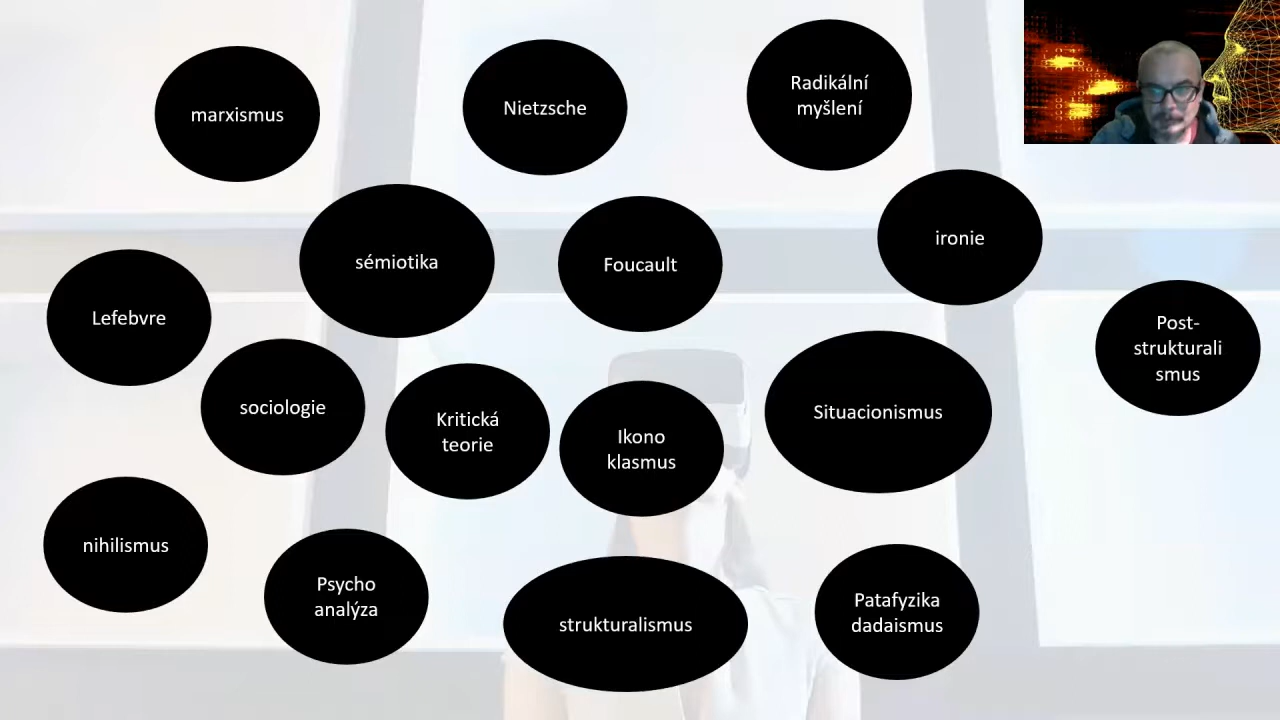 marxismus
Nietzsche
Radikální
myšlení
sémiotika
Foucault
ironie
Lefebvre
Post-
strukturali
smus
sociologie
Kritická
teorie
Ikono
klasmus
Situacionismus
nihilismus
Psycho
analýza
strukturalismus
Patafyzika
dadaismus